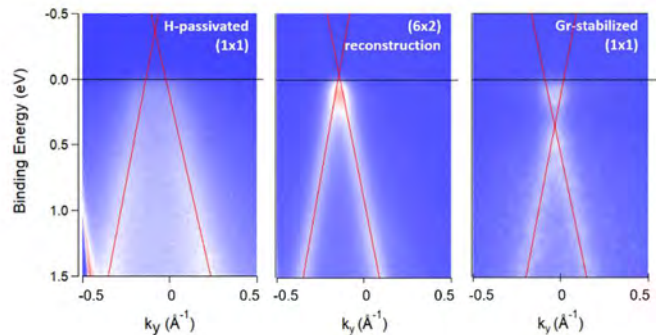 H-passivated
(1x1)
(6x2)
reconstruction
Gr-stabilized
(1x1)
Binding Energy (eV)
-0.5
0.0
0.5
1.0
1.5
-0.5 0 0.5
-0.5 0 0.5
-0.5 0 0.5
ky (Å⁻¹)
ky (Å⁻¹)
ky (Å⁻¹)